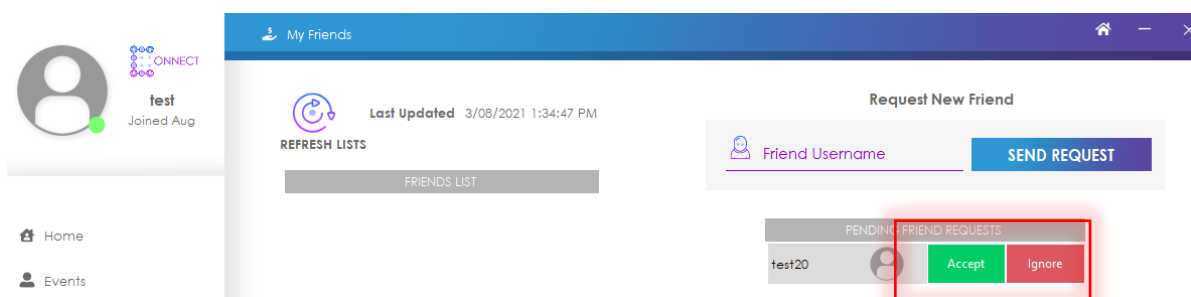 My Friends
ONNECT
test
Joined Aug
Home
Events
Last Updated 3/08/2021 1:34:47 PM
REFRESH LISTS
FRIENDS LIST
Request New Friend
Friend Username
SEND REQUEST
PENDING FRIEND REQUESTS
test20
Accept
Ignore